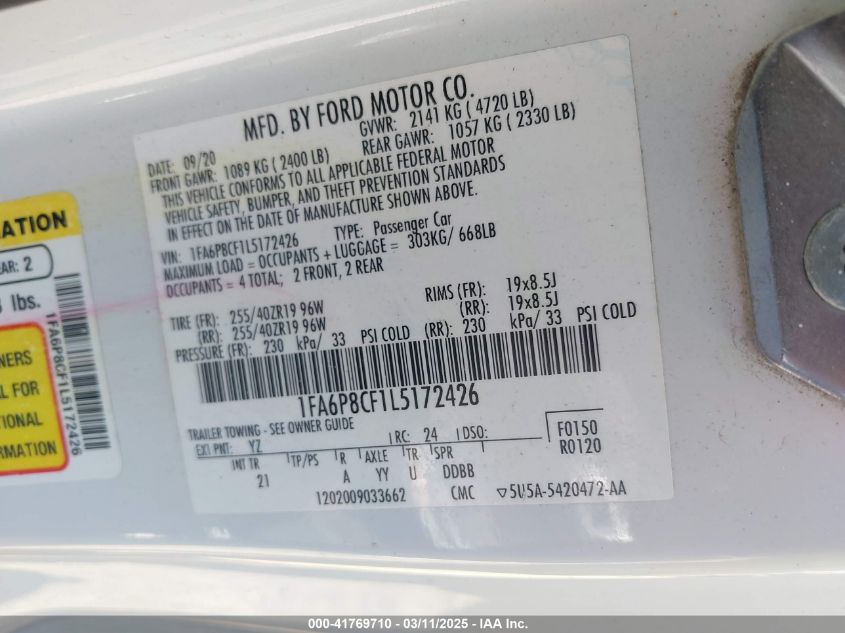 MFD. BY FORD MOTOR CO.
DATE: 09/20 GVWR: 2141 KG ( 4720 LB)
FRONT GAWR: 1089 KG ( 2400 LB) REAR GAWR: 1057 KG ( 2330 LB)
THIS VEHICLE CONFORMS TO ALL APPLICABLE FEDERAL MOTOR
VEHICLE SAFETY, BUMPER, AND THEFT PREVENTION STANDARDS
IN EFFECT ON THE DATE OF MANUFACTURE SHOWN ABOVE.
VIN: 1FA6P8CF1L5172426 TYPE: Passenger Car
MAXIMUM LOAD = OCCUPANTS + LUGGAGE = 303KG/ 668LB
OCCUPANTS = 4 TOTAL; 2 FRONT, 2 REAR
RIMS (FR): 19x8.5J
TIRE (FR): 255/40ZR19 96W (RR): 19x8.5J
(RR): 255/40ZR19 96W
PRESSURE (FR): 230 kPa/ 33 PSI COLD (RR): 230 kPa/ 33 PSI COLD
1FA6P8CF1L5172426
TRAILER TOWING - SEE OWNER GUIDE
EXT PNT: YZ RC: 24 DSO: F0150
R0120
INT TR TP/PS R AXLE TR SPR
21 A YY U DDBB
1202009033662 CMC ▽5U5A-5420472-AA
ATION
EAR: 2
lbs.
1FA6P8CF1L5172426
NERS
L FOR
TIONAL
ORMATION
000-41769710 - 03/11/2025 - IAA Inc.